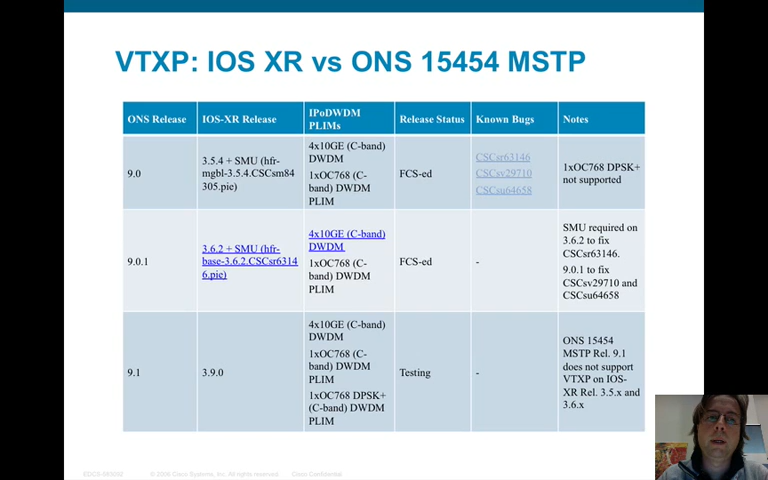 VTXP: IOS XR vs ONS 15454 MSTP
ONS Release
IOS-XR Release
IPoDWDM
PLIMs
Release Status
Known Bugs
Notes
9.0
3.5.4 + SMU (hfr-
mgbl-3.5.4.CSCsm84
305.pie)
4x10GE (C-band)
DWDM
1xOC768 (C-
band) DWDM
PLIM
FCS-ed
CSCsr63146
CSCsv29710
CSCsu64658
1xOC768 DPSK+
not supported
9.0.1
3.6.2 + SMU (hfr-
base-3.6.2.CSCsr6314
6.pie)
4x10GE (C-band)
DWDM
1xOC768 (C-
band) DWDM
PLIM
FCS-ed
-
SMU required on
3.6.2 to fix
CSCsr63146.
9.0.1 to fix
CSCsv29710 and
CSCsu64658
9.1
3.9.0
4x10GE (C-band)
DWDM
1xOC768 (C-
band) DWDM
PLIM
1xOC768 DPSK+
(C-band) DWDM
PLIM
Testing
-
ONS 15454
MSTP Rel. 9.1
does not support
VTXP on IOS-
XR Rel. 3.5.x and
3.6.x
© 2006 Cisco Systems, Inc. All rights reserved.
Cisco Confidential